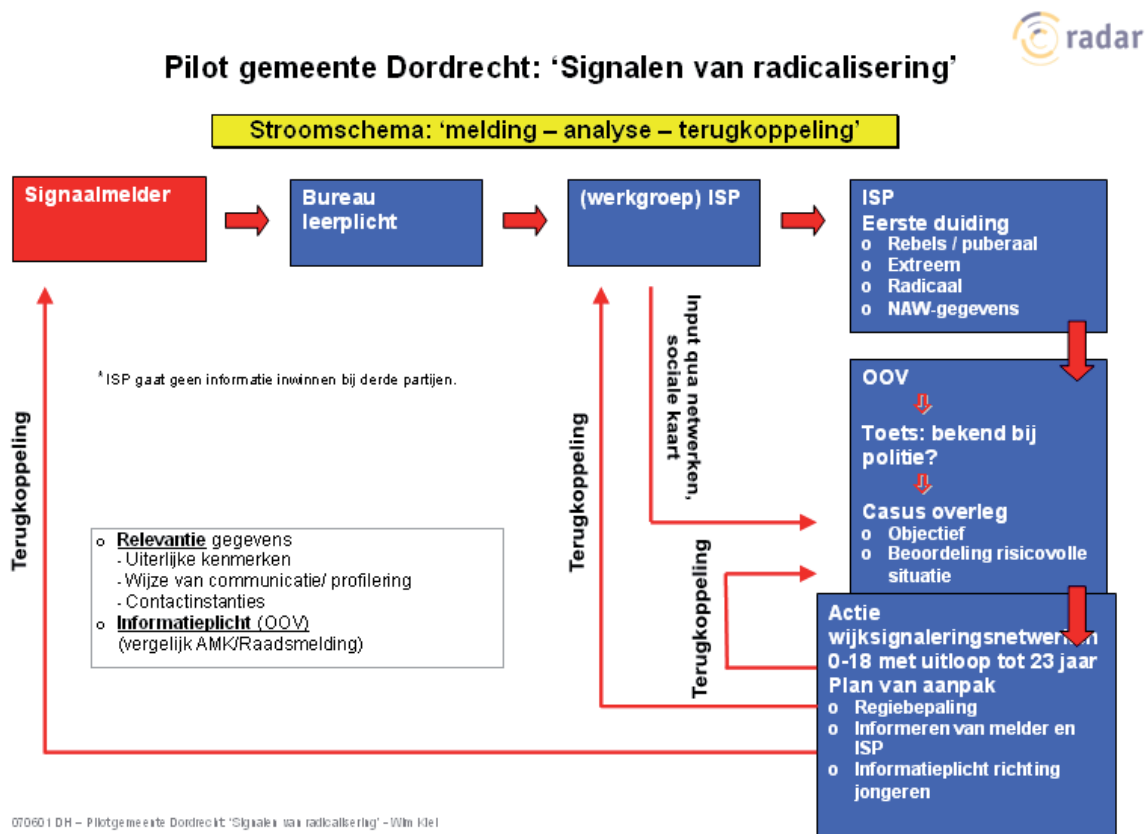 radar
Pilot gemeente Dordrecht: ‘Signalen van radicalisering’
Stroomschema: ‘melding – analyse – terugkoppeling’
Signaalmelder
Bureau
leerplicht
(werkgroep) ISP
ISP
Eerste duiding
o Rebels / puberaal
o Extreem
o Radicaal
o NAW-gegevens
Input qua netwerken,
sociale kaart
* ISP gaat geen informatie inwinnen bij derde partijen.
OOV
Toets: bekend bij
politie?
Casus overleg
o Objectief
o Beoordeling risicovolle
situatie
Terugkoppeling
Terugkoppeling
Terugkoppeling
o Relevantie gegevens
- Uiterlijke kenmerken
- Wijze van communicatie/ profilering
- Contactinstanties
o Informatieplicht (OOV)
(vergelijk AMK/Raadsmelding)
Actie
wijksignaleringsnetwerken
0-18 met uitloop tot 23 jaar
Plan van aanpak
o Regiebepaling
o Informeren van melder en
ISP
o Informatieplicht richting
jongeren
070601 DH – Pilotgemeente Dordrecht: ‘Signalen van radicalisering’ - Wim Kiel